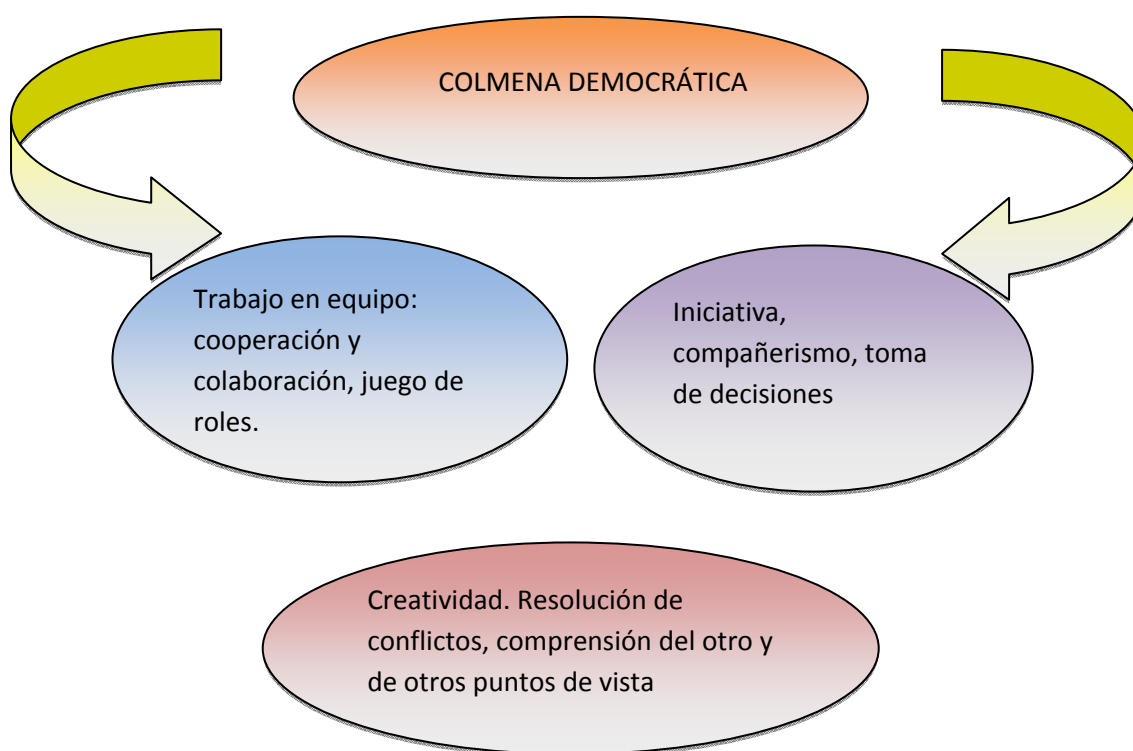 COLMENA DEMOCRÁTICA
Trabajo en equipo:
cooperación y
colaboración, juego de
roles.
Iniciativa,
compañerismo, toma
de decisiones
Creatividad. Resolución de
conflictos, comprensión del otro y
de otros puntos de vista